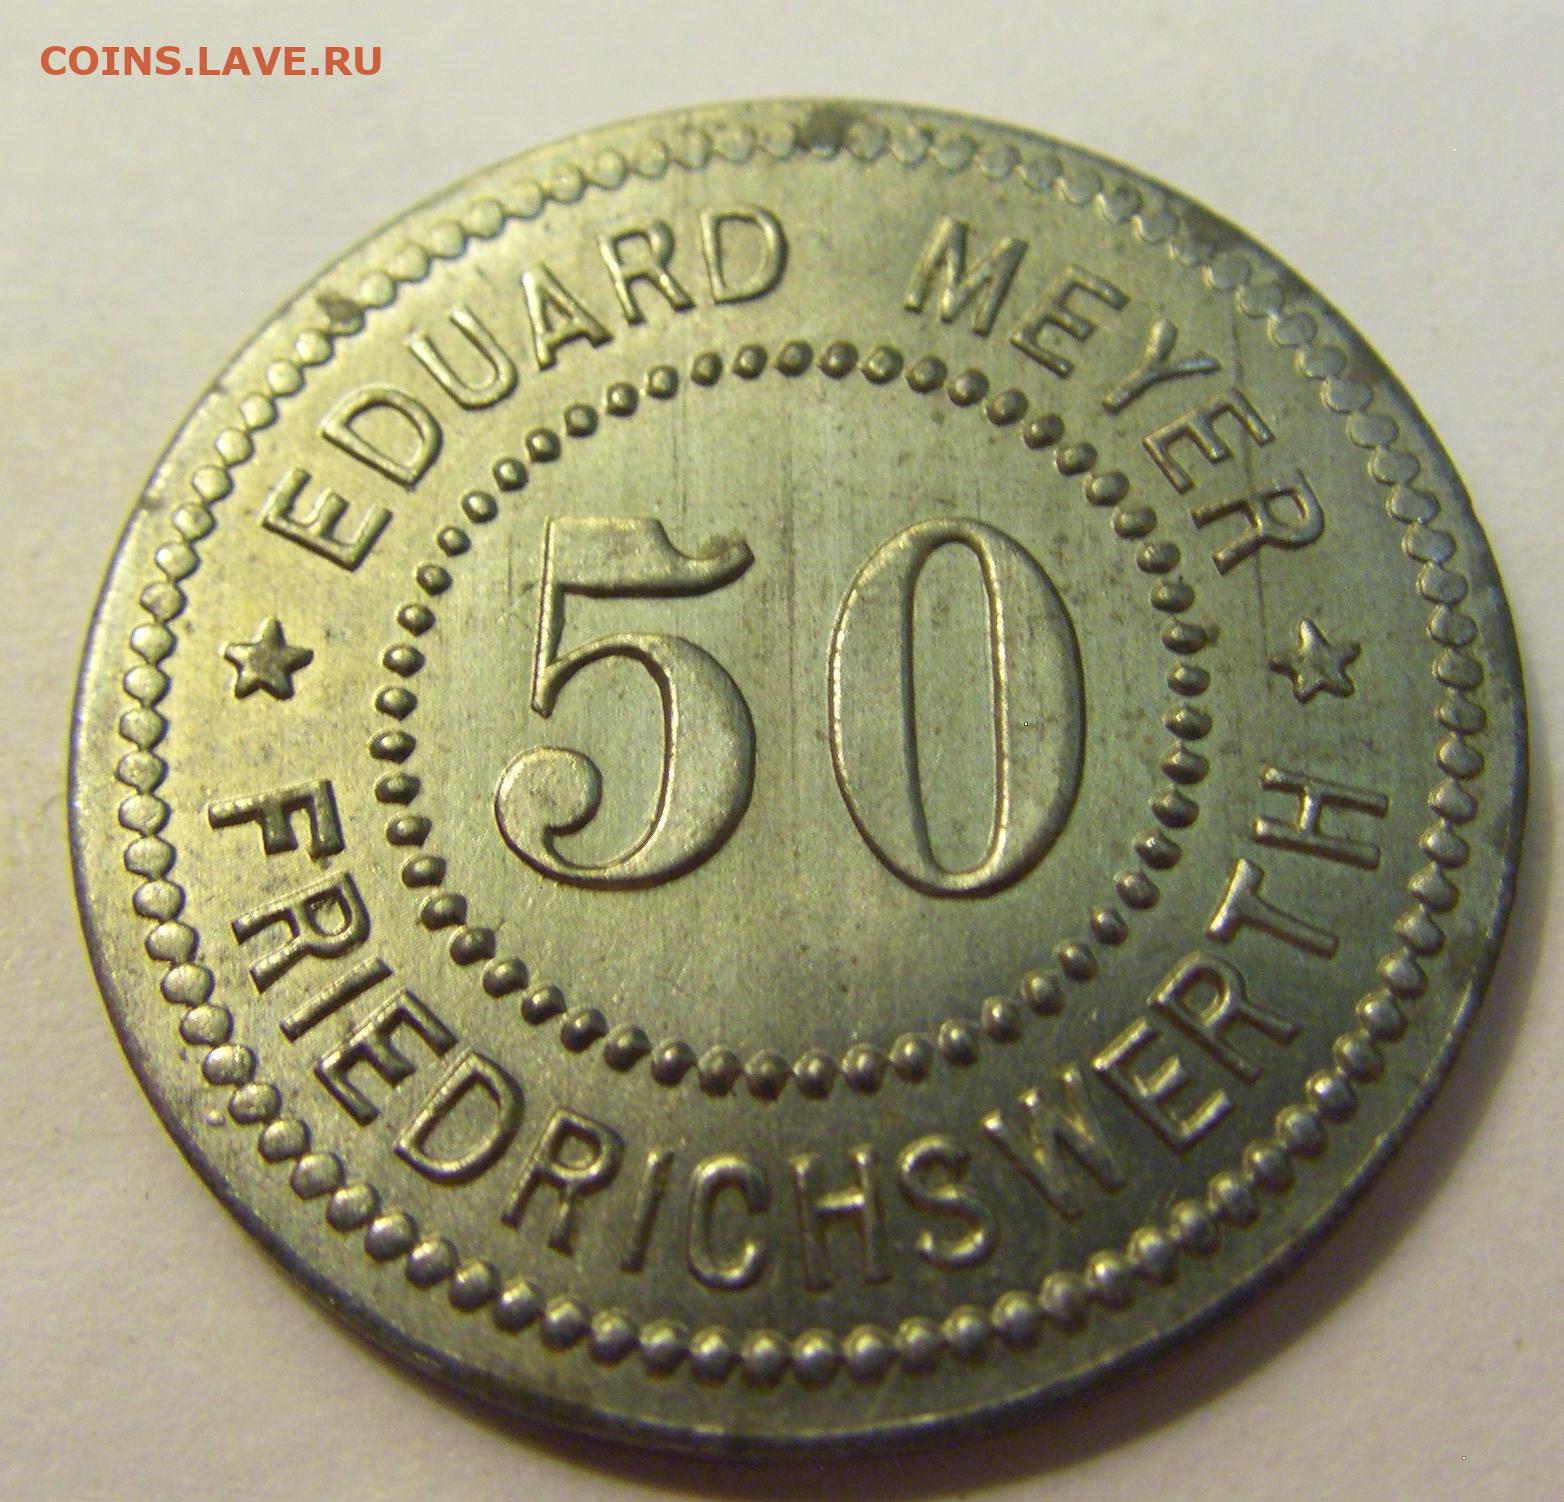 COINS.LAVE.RU
EDUARD MEYER
50
FRIEDRICHSWERTH